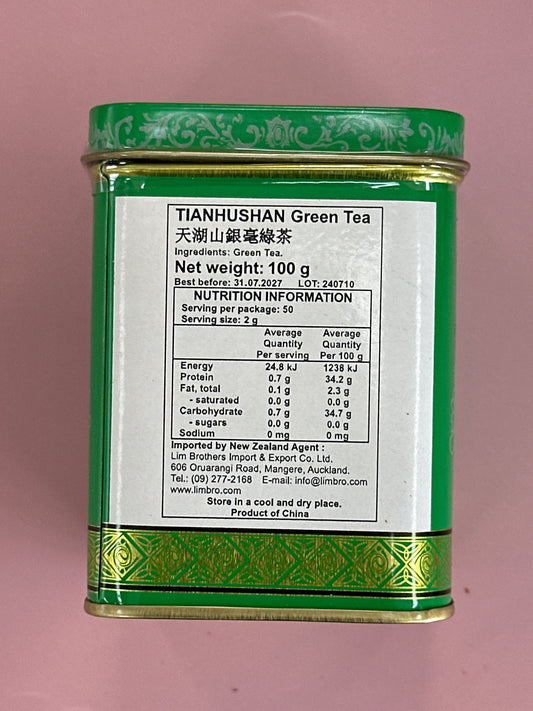 TIANHUSHAN Green Tea
天湖山銀毫綠茶
Ingredients: Green Tea.
Net weight: 100 g
Best before: 31.07.2027 LOT: 240710
NUTRITION INFORMATION
Serving per package: 50
Serving size: 2 g
Average Quantity Per serving Average Quantity Per 100 g
Energy 24.8 kJ 1238 kJ
Protein 0.7 g 34.2 g
Fat, total 0.1 g 2.3 g
- saturated 0.0 g 0.0 g
Carbohydrate 0.7 g 34.7 g
- sugars 0.0 g 0.0 g
Sodium 0 mg 0 mg
Imported by New Zealand Agent :
Lim Brothers Import & Export Co. Ltd.
606 Oruarangi Road, Mangere, Auckland.
Tel.: (09) 277-2168 E-mail: info@limbro.com
www.limbro.com
Store in a cool and dry place.
Product of China